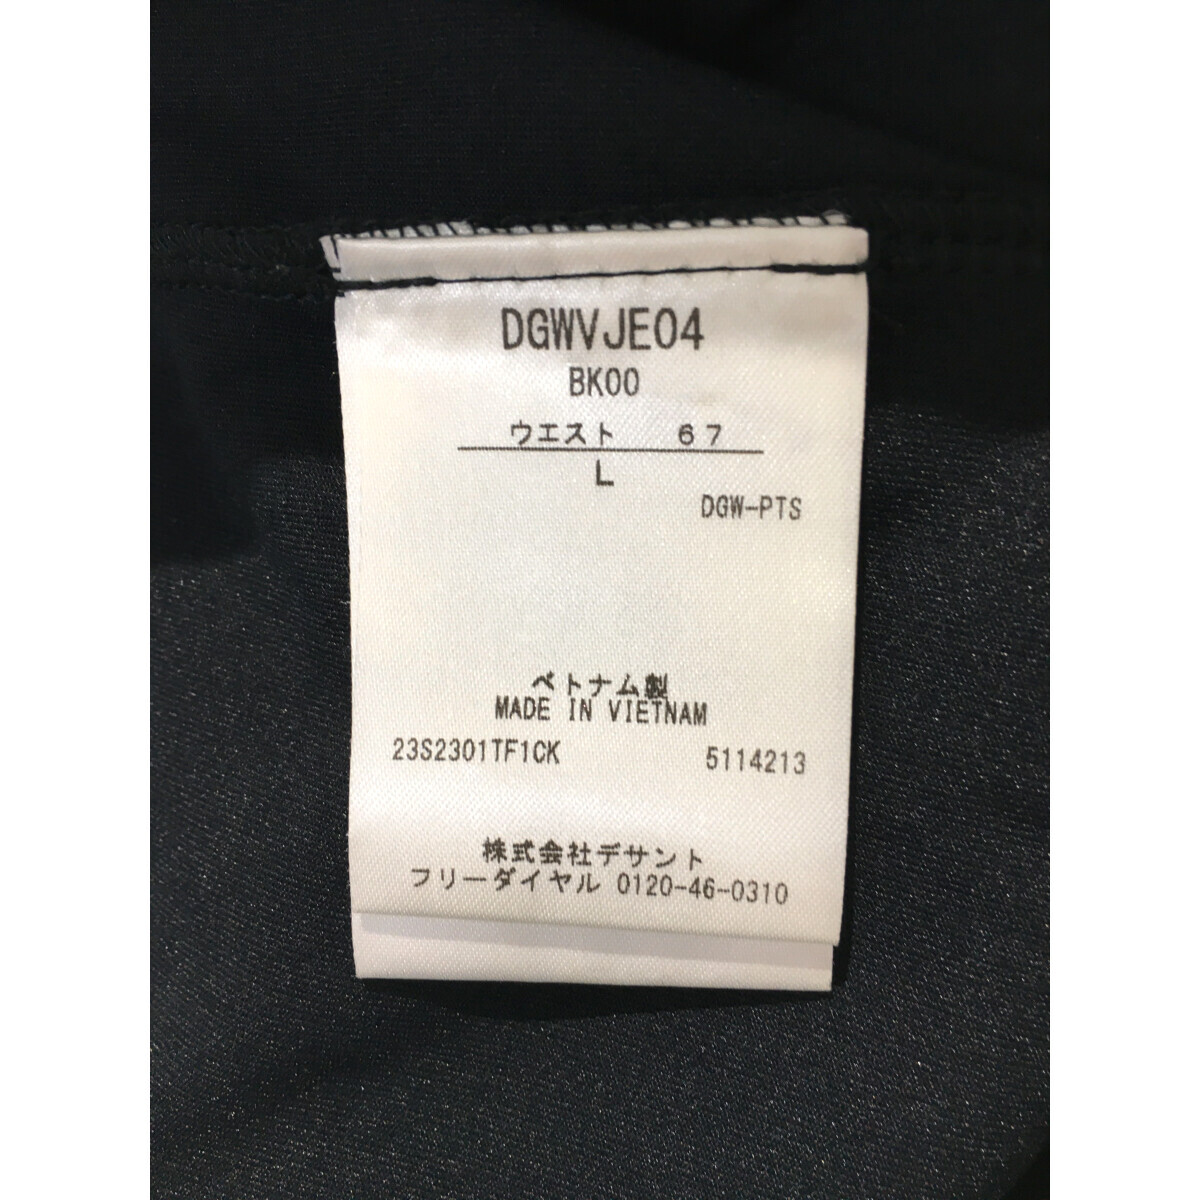 DGWVJE04
BK00
ウエスト 67
L
DGW-PTS
ベトナム製
MADE IN VIETNAM
23S2301TF1CK 5114213
株式会社デサント
フリーダイヤル 0120-46-0310